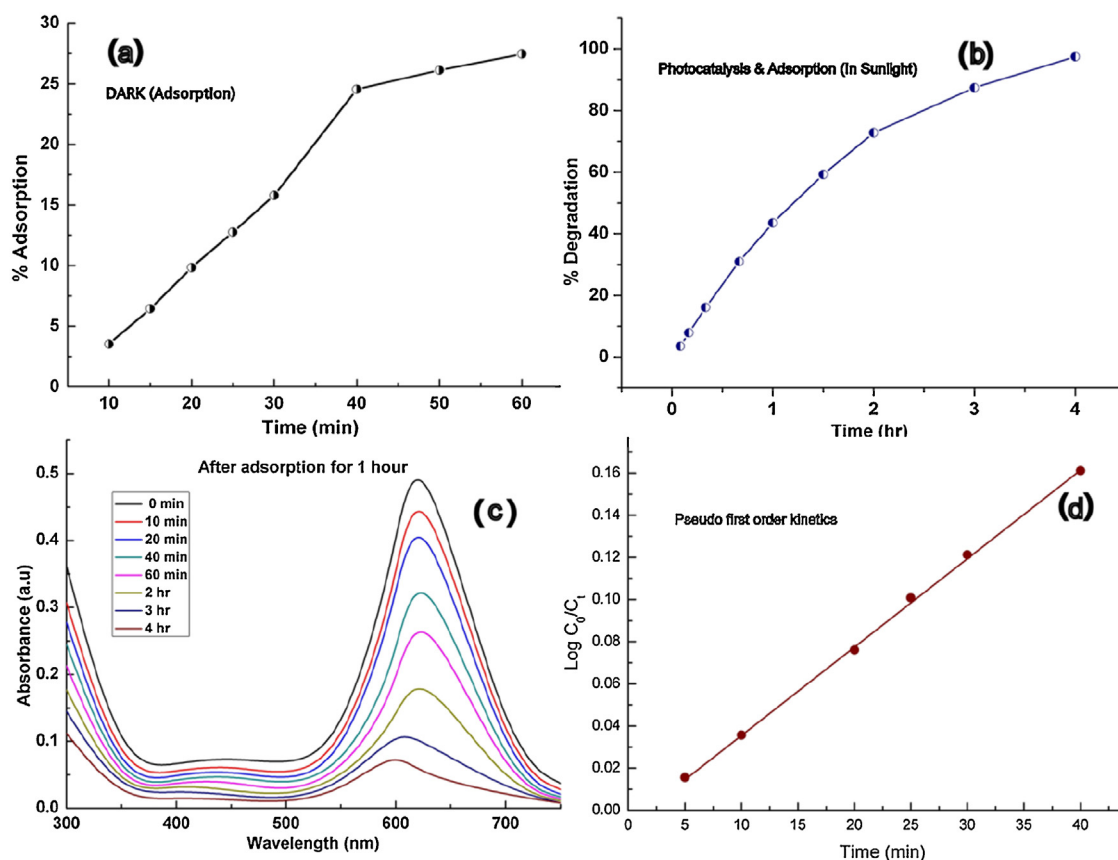 (a)
DARK (Adsorption)
% Adsorption
30
25
20
15
10
5
0
10 20 30 40 50 60
Time (min)
(b)
Photocatalysis & Adsorption (In Sunlight)
% Degradation
100
80
60
40
20
0
0 1 2 3 4
Time (hr)
After adsorption for 1 hour
(c)
0 min
10 min
20 min
40 min
60 min
2 hr
3 hr
4 hr
Absorbance (a.u)
0.5
0.4
0.3
0.2
0.1
0.0
300 400 500 600 700
Wavelength (nm)
(d)
Pseudo first order kinetics
Log C0/Ct
0.16
0.14
0.12
0.10
0.08
0.06
0.04
0.02
0.00
0 5 10 15 20 25 30 35 40
Time (min)